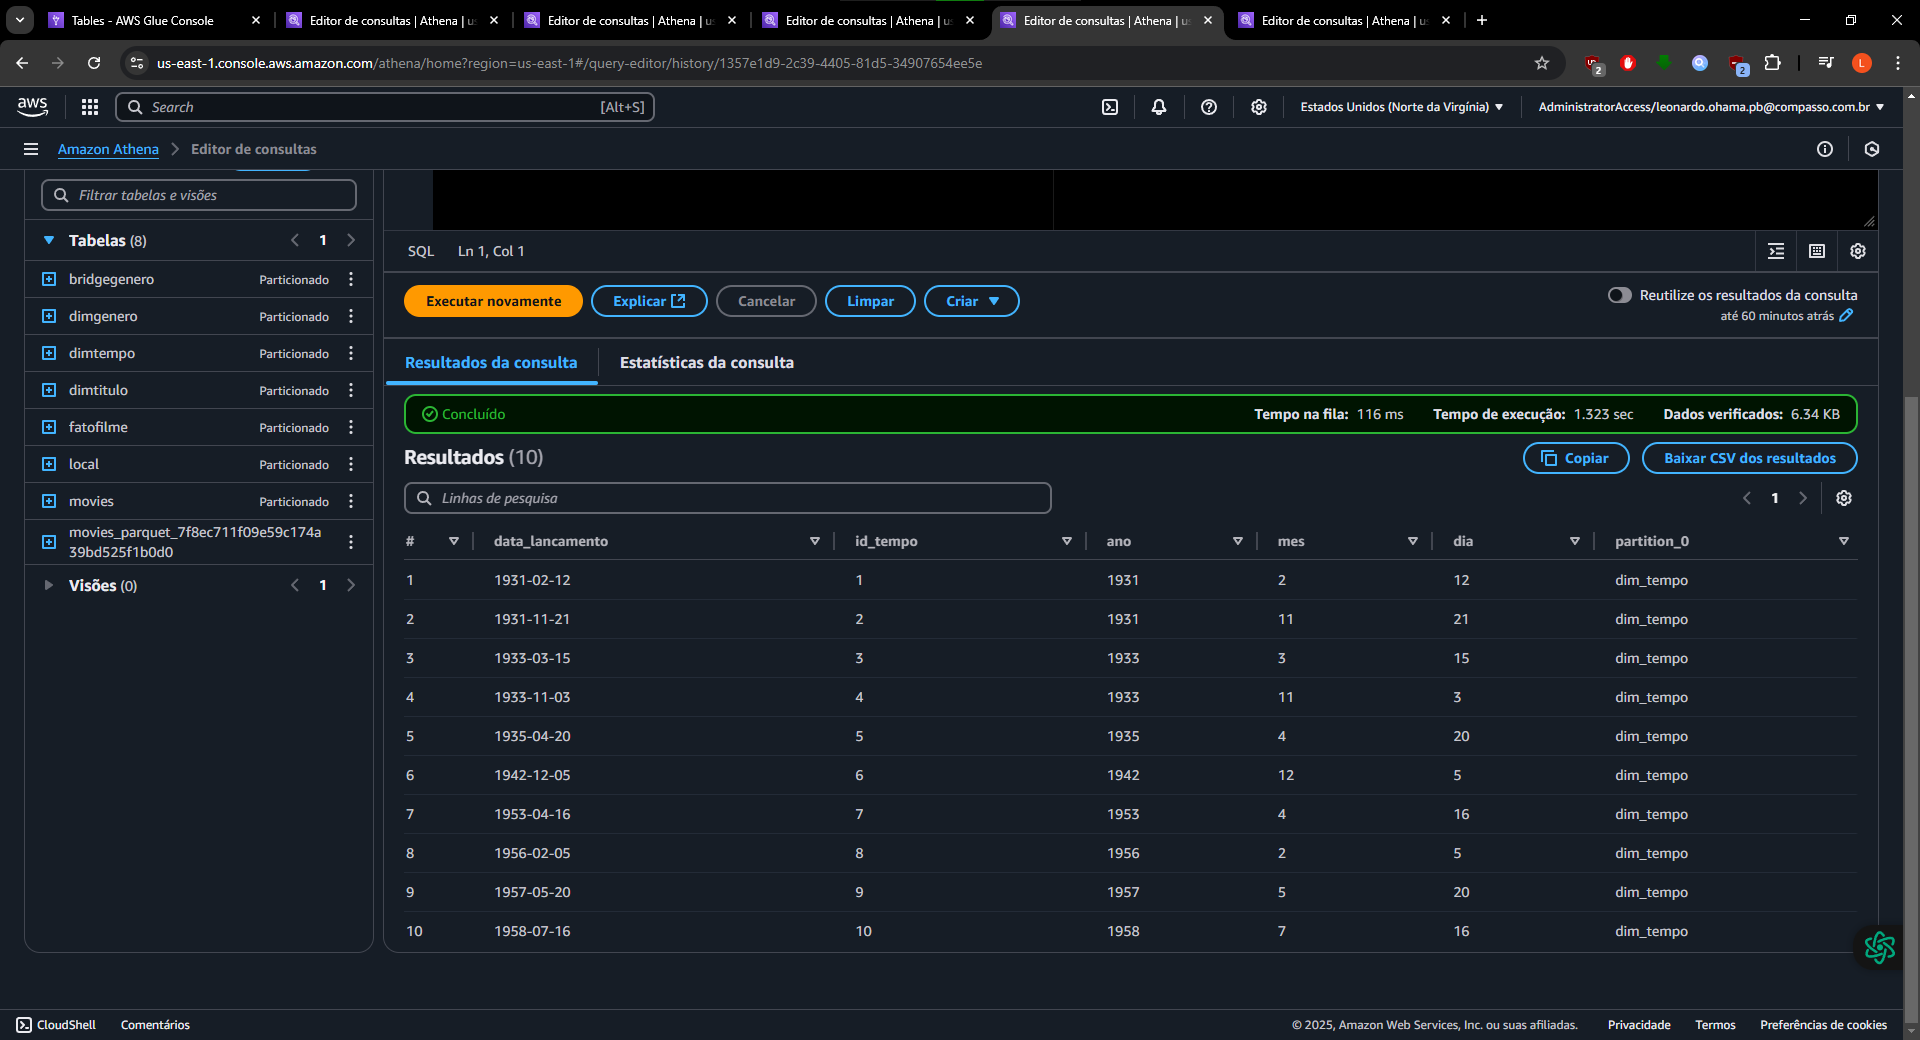 Tables - AWS Glue Console
Editor de consultas | Athena | us
Editor de consultas | Athena | us
Editor de consultas | Athena | us
Editor de consultas | Athena | us
Editor de consultas | Athena | us
us-east-1.console.aws.amazon.com/athena/home?region=us-east-1#/query-editor/history/1357e1d9-2c39-4405-81d5-34907654ee5e
2
2
L
aws
Search
[Alt+S]
Estados Unidos (Norte da Virgínia)
AdministratorAccess/leonardo.ohama.pb@compasso.com.br
Amazon Athena
Editor de consultas
Filtrar tabelas e visões
Tabelas (8)
1
bridgegenero Particionado
dimgenero Particionado
dimtempo Particionado
dimtitulo Particionado
fatofilme Particionado
local Particionado
movies Particionado
movies_parquet_7f8ec711f09e59c174a
39bd525f1b0d0
Visões (0)
1
SQL Ln 1, Col 1
Executar novamente
Explicar
Cancelar
Limpar
Criar
Reutilize os resultados da consulta
até 60 minutos atrás
Resultados da consulta
Estatísticas da consulta
Concluído
Tempo na fila: 116 ms
Tempo de execução: 1.323 sec
Dados verificados: 6.34 KB
Resultados (10)
Copiar
Baixar CSV dos resultados
Linhas de pesquisa
1
# data_lancamento id_tempo ano mes dia partition_0
1 1931-02-12 1 1931 2 12 dim_tempo
2 1931-11-21 2 1931 11 21 dim_tempo
3 1933-03-15 3 1933 3 15 dim_tempo
4 1933-11-03 4 1933 11 3 dim_tempo
5 1935-04-20 5 1935 4 20 dim_tempo
6 1942-12-05 6 1942 12 5 dim_tempo
7 1953-04-16 7 1953 4 16 dim_tempo
8 1956-02-05 8 1956 2 5 dim_tempo
9 1957-05-20 9 1957 5 20 dim_tempo
10 1958-07-16 10 1958 7 16 dim_tempo
CloudShell
Comentários
© 2025, Amazon Web Services, Inc. ou suas afiliadas.
Privacidade
Termos
Preferências de cookies